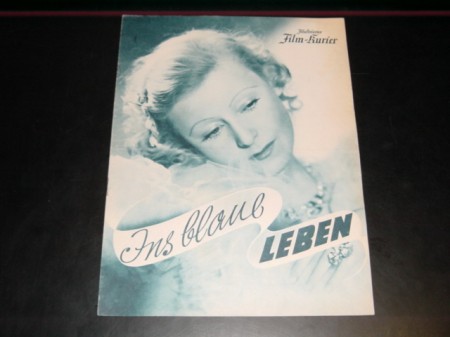 Illustrierter
Film-Kurier
Ins blaue
LEBEN